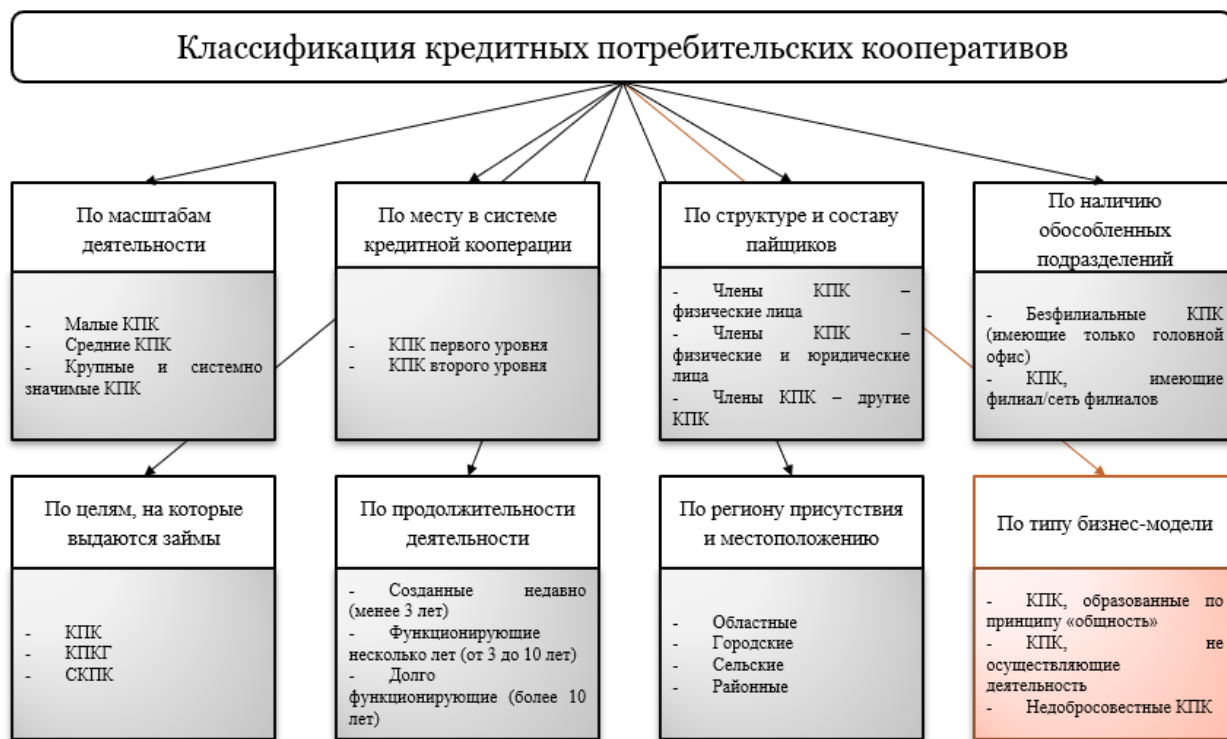 Классификация кредитных потребительских кооперативов
По масштабам
деятельности
- Малые КПК
- Средние КПК
- Крупные и системно
значимые КПК
По месту в системе
кредитной кооперации
- КПК первого уровня
- КПК второго уровня
По структуре и составу
пайщиков
- Члены КПК –
физические лица
- Члены КПК –
физические и юридические
лица
- Члены КПК – другие
КПК
По наличию
обособленных
подразделений
- Безфилиальные КПК
(имеющие только головной
офис)
- КПК, имеющие
филиал/сеть филиалов
По целям, на которые
выдаются займы
- КПК
- КПКГ
- СКПК
По продолжительности
деятельности
- Созданные недавно
(менее 3 лет)
- Функционирующие
несколько лет (от 3 до 10 лет)
- Долго
функционирующие (более 10
лет)
По региону присутствия
и местоположению
- Областные
- Городские
- Сельские
- Районные
По типу бизнес-модели
- КПК, образованные по
принципу «общность»
- КПК, не
осуществляющие
деятельность
- Недобросовестные КПК